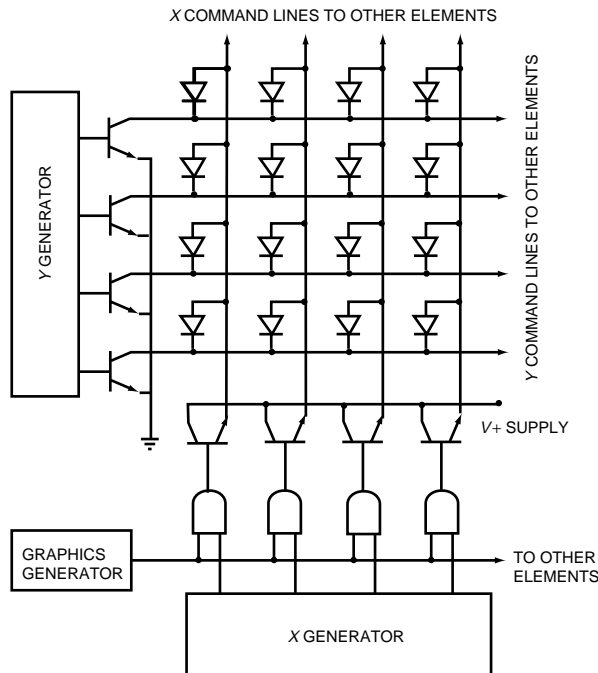 X COMMAND LINES TO OTHER ELEMENTS
Y GENERATOR
Y COMMAND LINES TO OTHER ELEMENTS
V+ SUPPLY
GRAPHICS
GENERATOR
TO OTHER
ELEMENTS
X GENERATOR